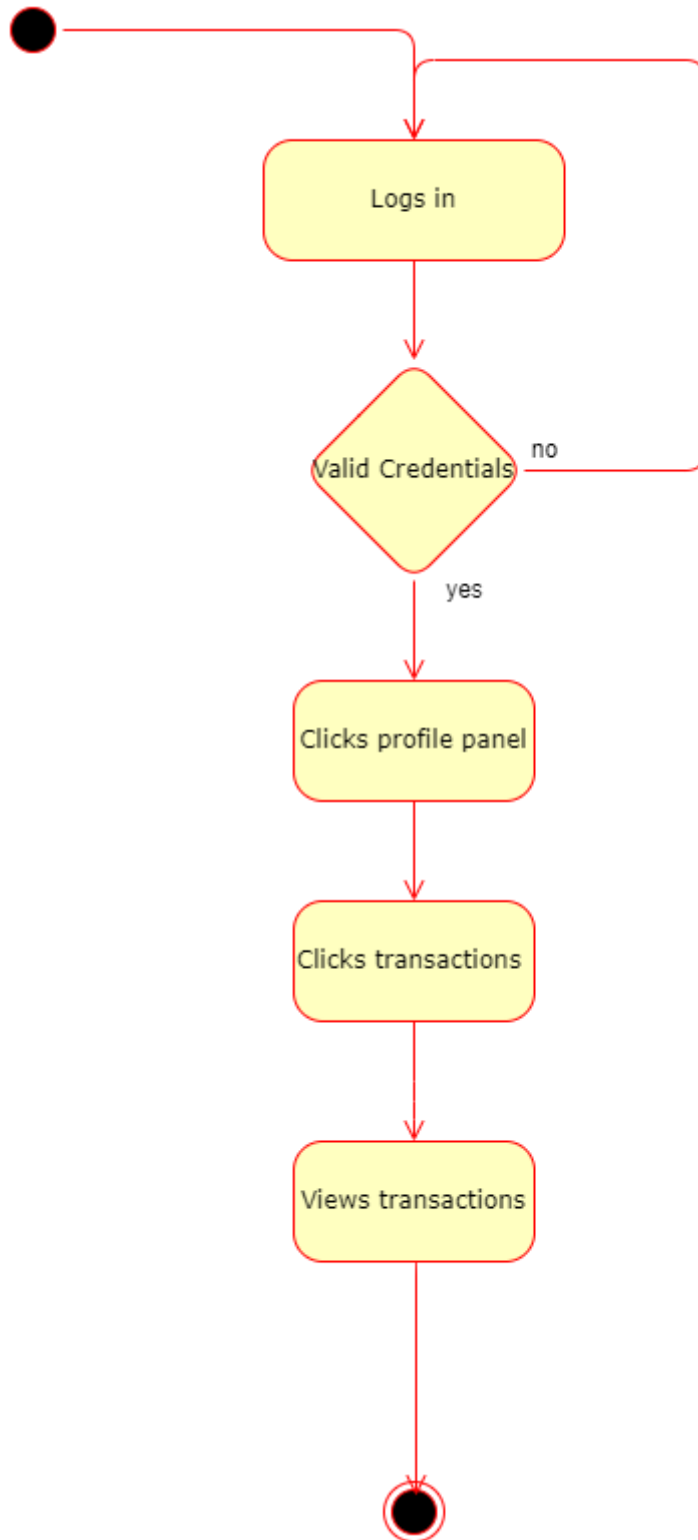 Logs in
Valid Credentials
no
yes
Clicks profile panel
Clicks transactions
Views transactions